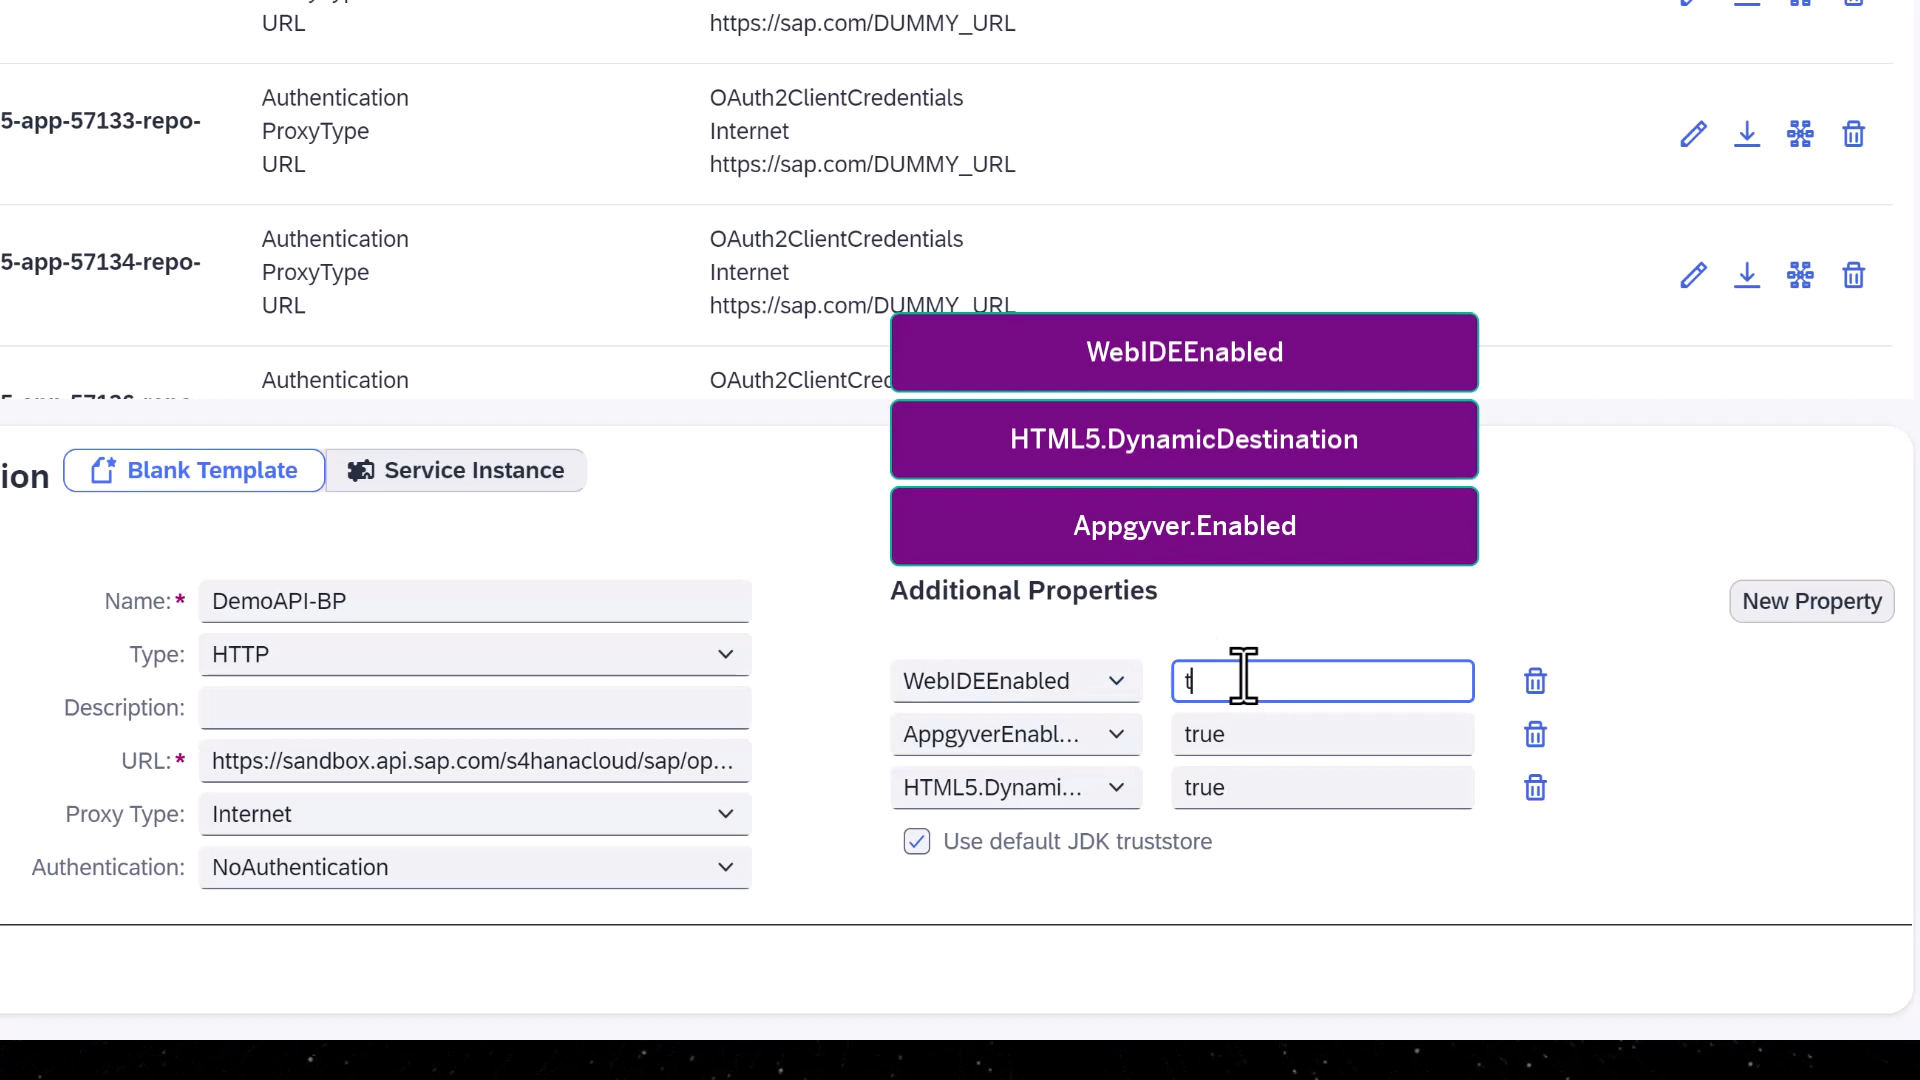 URL
https://sap.com/DUMMY_URL
5-app-57133-repo-
Authentication
OAuth2ClientCredentials
ProxyType
Internet
URL
https://sap.com/DUMMY_URL
5-app-57134-repo-
Authentication
OAuth2ClientCredentials
ProxyType
Internet
URL
https://sap.com/DUMMY_URL
Authentication
OAuth2ClientCred
WebIDEEnabled
HTML5.DynamicDestination
Appgyver.Enabled
ion
Blank Template
Service Instance
Name:*
DemoAPI-BP
Type:
HTTP
Description:
URL:*
https://sandbox.api.sap.com/s4hanacloud/sap/op...
Proxy Type:
Internet
Authentication:
NoAuthentication
Additional Properties
New Property
WebIDEEnabled
t
AppgyverEnabl...
true
HTML5.Dynami...
true
Use default JDK truststore